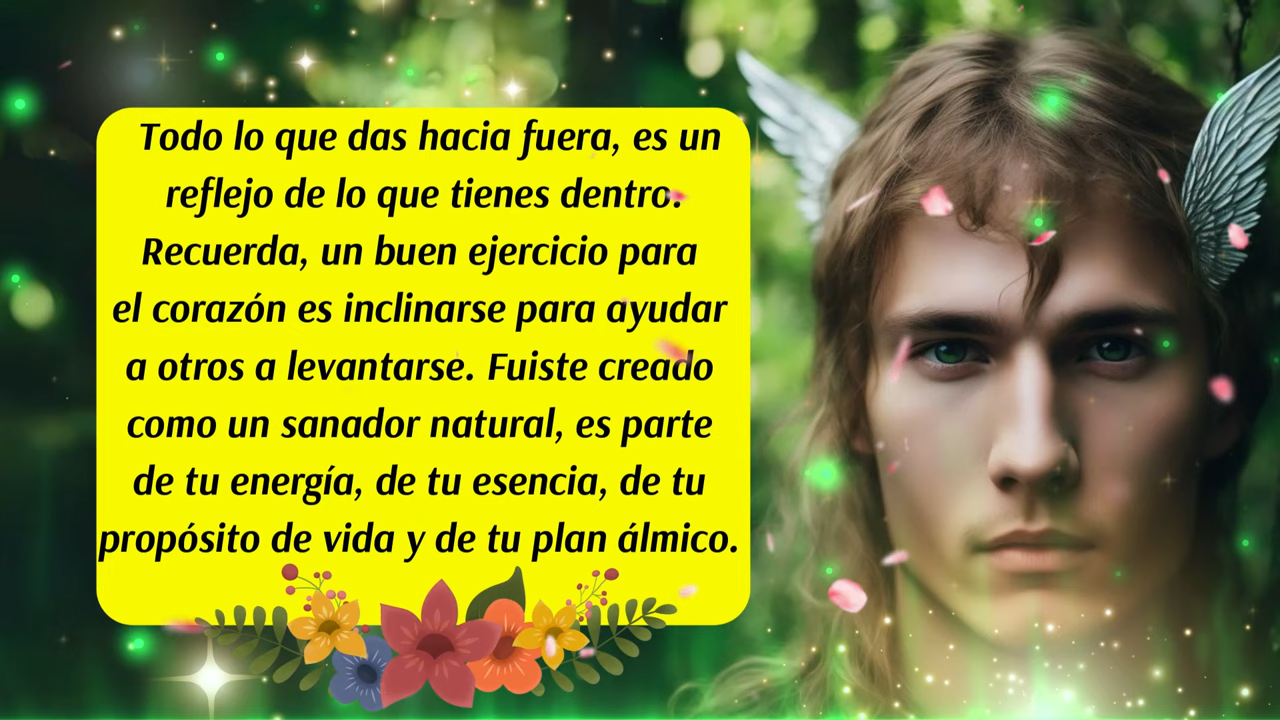 Todo lo que das hacia fuera, es un
reflejo de lo que tienes dentro.
Recuerda, un buen ejercicio para
el corazón es inclinarse para ayudar
a otros a levantarse. Fuiste creado
como un sanador natural, es parte
de tu energía, de tu esencia, de tu
propósito de vida y de tu plan álmico.